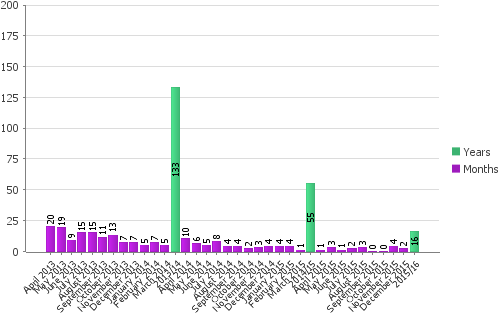 200
175
150
125
100
75
50
25
0
20
19
9
15
15
11
13
7
7
5
7
5
133
10
6
5
8
4
4
2
3
4
4
4
1
55
1
3
1
2
3
0
0
4
2
16
April 2013
May 2013
June 2013
July 2013
August 2013
September 2013
October 2013
November 2013
December 2013
January 2014
February 2014
March 2014
2013/14
April 2014
May 2014
June 2014
July 2014
August 2014
September 2014
October 2014
November 2014
December 2014
January 2015
February 2015
March 2015
2014/15
April 2015
May 2015
June 2015
July 2015
August 2015
September 2015
October 2015
November 2015
December 2015
2015/16
Years
Months